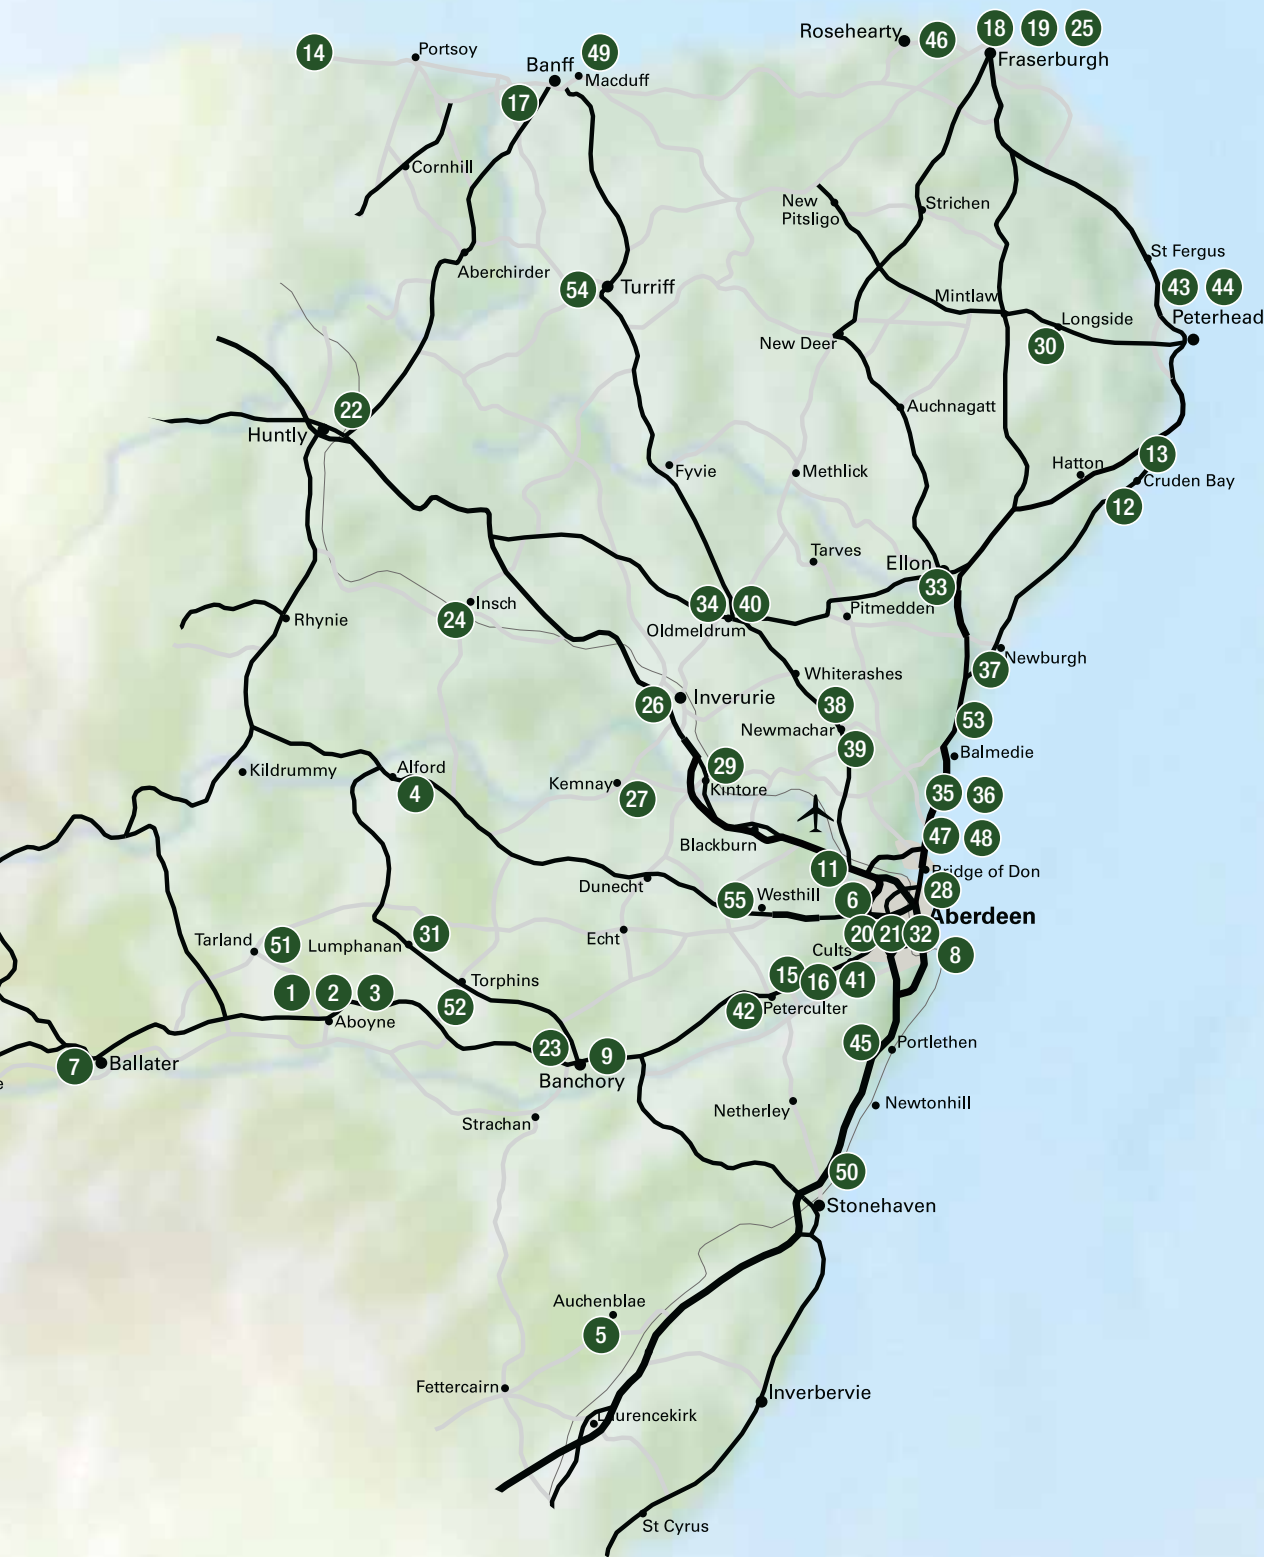 Rosehearty
46
18
19
25
Fraserburgh
14
Portsoy
49
Banff
Macduff
17
Cornhill
New
Pitsligo
Strichen
Aberchirder
St Fergus
54
Turriff
43
44
Mintlaw
Longside
Peterhead
New Deer
30
22
Huntly
Auchnagatt
Fyvie
Methlick
Hatton
13
Cruden Bay
12
Tarves
Ellon
33
Insch
24
34
40
Oldmeldrum
Pitmedden
Rhynie
Newburgh
37
Whiterashes
26
Inverurie
38
53
Newmachar
39
Balmedie
Kildrummy
Alford
4
29
Kemnay
27
Kintore
35
36
47
48
Blackburn
11
Bridge of Don
Dunecht
55
Westhill
6
28
Aberdeen
Tarland
51
Lumphanan
31
Echt
20
21
32
Cults
8
Torphins
15
16
41
1
2
3
52
42
Peterculter
Aboyne
7
Ballater
23
9
Banchory
45
Portlethen
e
Strachan
Netherley
Newtonhill
50
Stonehaven
Auchenblae
5
Fettercairn
Inverbervie
Laurencekirk
St Cyrus